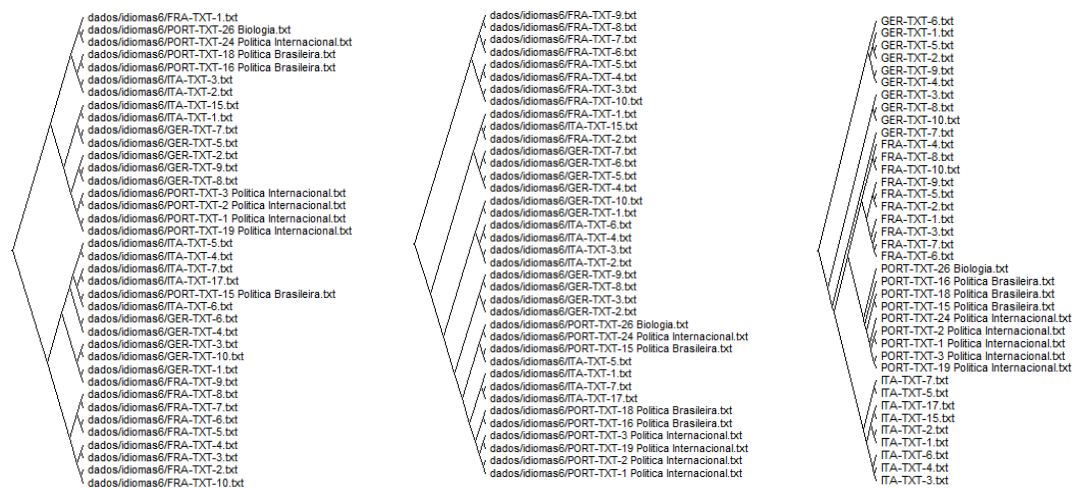 dados/idiomas6/FRA-TXT-1.txt
dados/idiomas6/PORT-TXT-26 Biologia.txt
dados/idiomas6/PORT-TXT-24 Politica Internacional.txt
dados/idiomas6/PORT-TXT-18 Politica Brasileira.txt
dados/idiomas6/PORT-TXT-16 Politica Brasileira.txt
dados/idiomas6/ITA-TXT-3.txt
dados/idiomas6/ITA-TXT-2.txt
dados/idiomas6/ITA-TXT-15.txt
dados/idiomas6/ITA-TXT-1.txt
dados/idiomas6/GER-TXT-7.txt
dados/idiomas6/GER-TXT-5.txt
dados/idiomas6/GER-TXT-2.txt
dados/idiomas6/GER-TXT-9.txt
dados/idiomas6/GER-TXT-8.txt
dados/idiomas6/PORT-TXT-3 Politica Internacional.txt
dados/idiomas6/PORT-TXT-2 Politica Internacional.txt
dados/idiomas6/PORT-TXT-1 Politica Internacional.txt
dados/idiomas6/PORT-TXT-19 Politica Internacional.txt
dados/idiomas6/ITA-TXT-5.txt
dados/idiomas6/ITA-TXT-4.txt
dados/idiomas6/ITA-TXT-7.txt
dados/idiomas6/ITA-TXT-17.txt
dados/idiomas6/PORT-TXT-15 Politica Brasileira.txt
dados/idiomas6/ITA-TXT-6.txt
dados/idiomas6/GER-TXT-6.txt
dados/idiomas6/GER-TXT-4.txt
dados/idiomas6/GER-TXT-3.txt
dados/idiomas6/GER-TXT-10.txt
dados/idiomas6/GER-TXT-1.txt
dados/idiomas6/FRA-TXT-9.txt
dados/idiomas6/FRA-TXT-8.txt
dados/idiomas6/FRA-TXT-7.txt
dados/idiomas6/FRA-TXT-6.txt
dados/idiomas6/FRA-TXT-5.txt
dados/idiomas6/FRA-TXT-4.txt
dados/idiomas6/FRA-TXT-3.txt
dados/idiomas6/FRA-TXT-2.txt
dados/idiomas6/FRA-TXT-10.txt
dados/idiomas6/FRA-TXT-9.txt
dados/idiomas6/FRA-TXT-8.txt
dados/idiomas6/FRA-TXT-7.txt
dados/idiomas6/FRA-TXT-6.txt
dados/idiomas6/FRA-TXT-5.txt
dados/idiomas6/FRA-TXT-4.txt
dados/idiomas6/FRA-TXT-3.txt
dados/idiomas6/FRA-TXT-10.txt
dados/idiomas6/FRA-TXT-1.txt
dados/idiomas6/ITA-TXT-15.txt
dados/idiomas6/FRA-TXT-2.txt
dados/idiomas6/GER-TXT-7.txt
dados/idiomas6/GER-TXT-6.txt
dados/idiomas6/GER-TXT-5.txt
dados/idiomas6/GER-TXT-4.txt
dados/idiomas6/GER-TXT-10.txt
dados/idiomas6/GER-TXT-1.txt
dados/idiomas6/ITA-TXT-6.txt
dados/idiomas6/ITA-TXT-4.txt
dados/idiomas6/ITA-TXT-3.txt
dados/idiomas6/ITA-TXT-2.txt
dados/idiomas6/GER-TXT-9.txt
dados/idiomas6/GER-TXT-8.txt
dados/idiomas6/GER-TXT-3.txt
dados/idiomas6/GER-TXT-2.txt
dados/idiomas6/PORT-TXT-26 Biologia.txt
dados/idiomas6/PORT-TXT-24 Politica Internacional.txt
dados/idiomas6/PORT-TXT-15 Politica Brasileira.txt
dados/idiomas6/ITA-TXT-5.txt
dados/idiomas6/ITA-TXT-1.txt
dados/idiomas6/ITA-TXT-7.txt
dados/idiomas6/ITA-TXT-17.txt
dados/idiomas6/PORT-TXT-18 Politica Brasileira.txt
dados/idiomas6/PORT-TXT-16 Politica Brasileira.txt
dados/idiomas6/PORT-TXT-3 Politica Internacional.txt
dados/idiomas6/PORT-TXT-19 Politica Internacional.txt
dados/idiomas6/PORT-TXT-2 Politica Internacional.txt
dados/idiomas6/PORT-TXT-1 Politica Internacional.txt
GER-TXT-6.txt
GER-TXT-1.txt
GER-TXT-5.txt
GER-TXT-2.txt
GER-TXT-9.txt
GER-TXT-4.txt
GER-TXT-3.txt
GER-TXT-8.txt
GER-TXT-10.txt
GER-TXT-7.txt
FRA-TXT-4.txt
FRA-TXT-8.txt
FRA-TXT-10.txt
FRA-TXT-9.txt
FRA-TXT-5.txt
FRA-TXT-2.txt
FRA-TXT-1.txt
FRA-TXT-3.txt
FRA-TXT-7.txt
FRA-TXT-6.txt
PORT-TXT-26 Biologia.txt
PORT-TXT-16 Politica Brasileira.txt
PORT-TXT-18 Politica Brasileira.txt
PORT-TXT-15 Politica Brasileira.txt
PORT-TXT-24 Politica Internacional.txt
PORT-TXT-2 Politica Internacional.txt
PORT-TXT-1 Politica Internacional.txt
PORT-TXT-3 Politica Internacional.txt
PORT-TXT-19 Politica Internacional.txt
ITA-TXT-7.txt
ITA-TXT-5.txt
ITA-TXT-17.txt
ITA-TXT-15.txt
ITA-TXT-2.txt
ITA-TXT-1.txt
ITA-TXT-6.txt
ITA-TXT-4.txt
ITA-TXT-3.txt